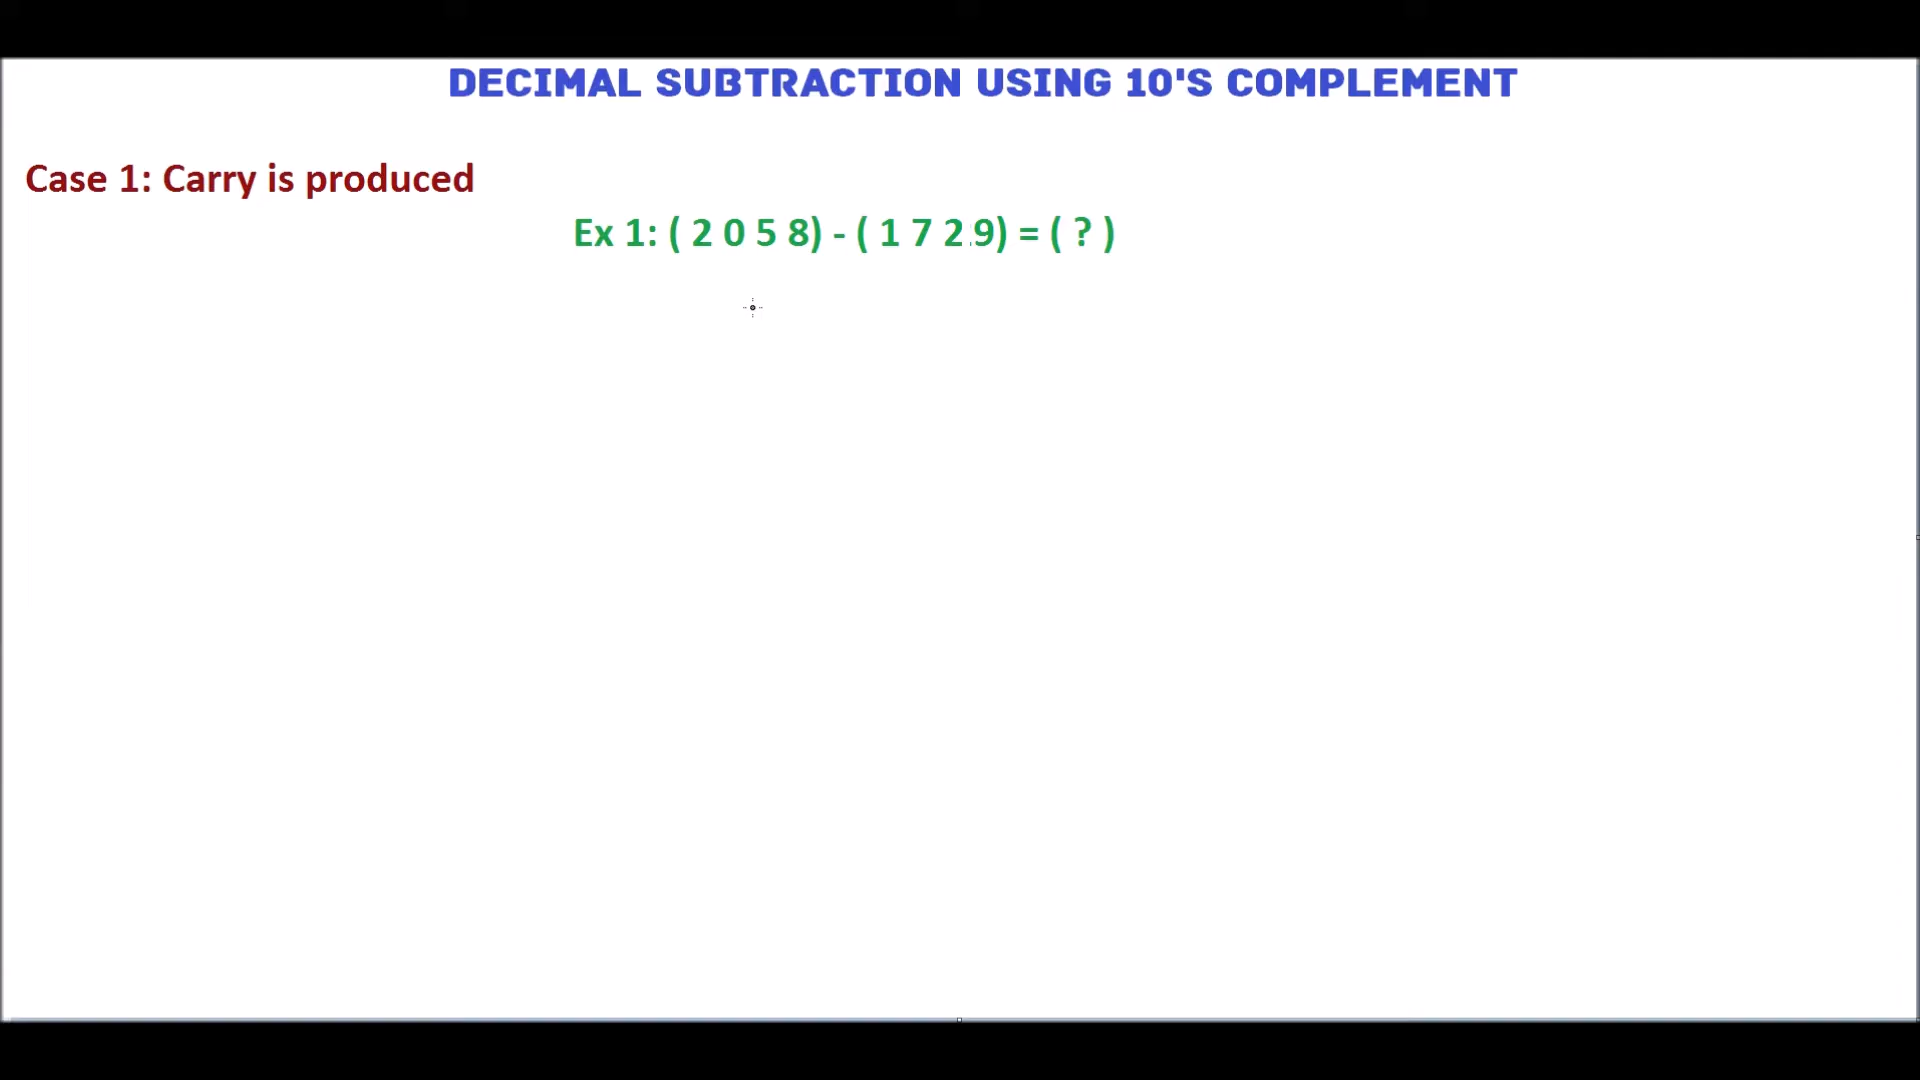 DECIMAL SUBTRACTION USING 10'S COMPLEMENT
Case 1: Carry is produced
Ex 1: ( 2 0 5 8) - ( 1 7 2 9) = ( ? )